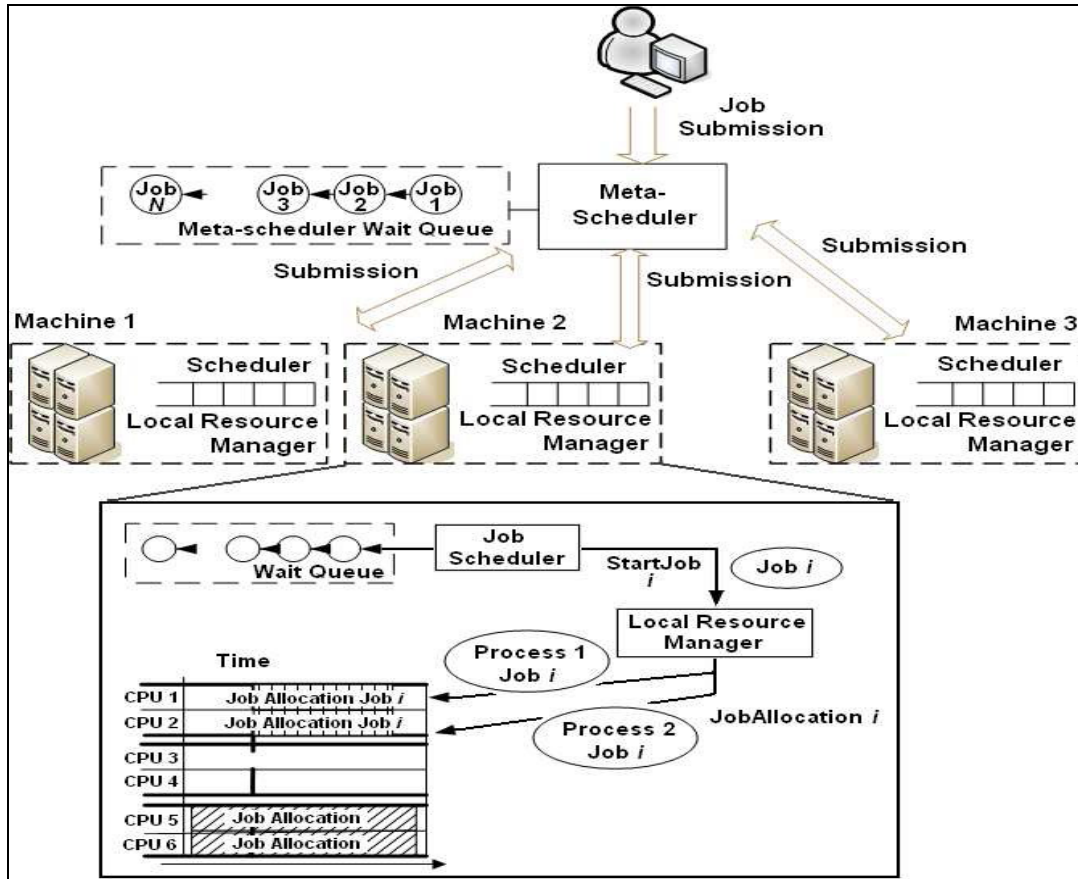 Job
Submission
Meta-
Scheduler
Job
N
Job
3
Job
2
Job
1
Meta-scheduler Wait Queue
Submission
Submission
Submission
Machine 1
Scheduler
Local Resource
Manager
Machine 2
Scheduler
Local Resource
Manager
Machine 3
Scheduler
Local Resource
Manager
Wait Queue
Job
Scheduler
StartJob
i
Job i
Local Resource
Manager
Process 1
Job i
Process 2
Job i
JobAllocation i
Time
CPU 1
Job Allocation Job i
CPU 2
Job Allocation Job i
CPU 3
CPU 4
CPU 5
Job Allocation
CPU 6
Job Allocation